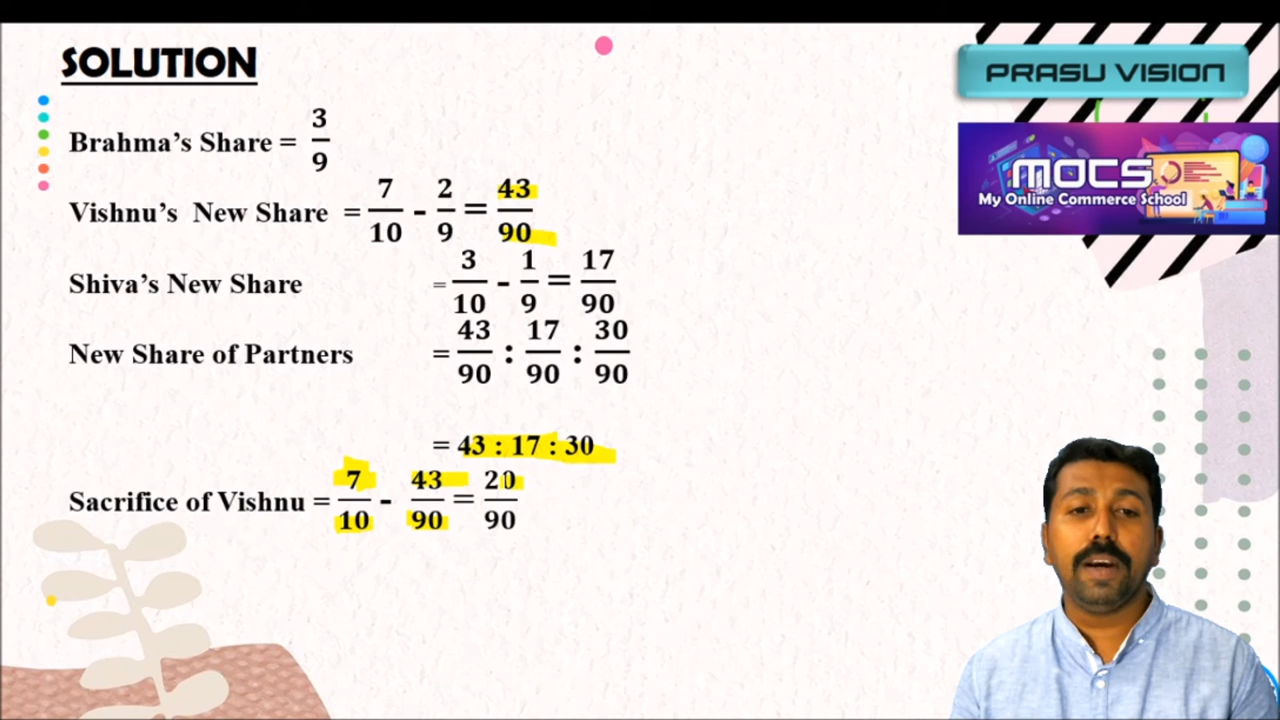 SOLUTION
PRASU VISION
MOCS
My Online Commerce School
Brahma's Share = 3/9
Vishnu's New Share = 7/10 - 2/9 = 43/90
Shiva's New Share = 3/10 - 1/9 = 17/90
New Share of Partners = 43/90 : 17/90 : 30/90
= 43 : 17 : 30
Sacrifice of Vishnu = 7/10 - 43/90 = 20/90